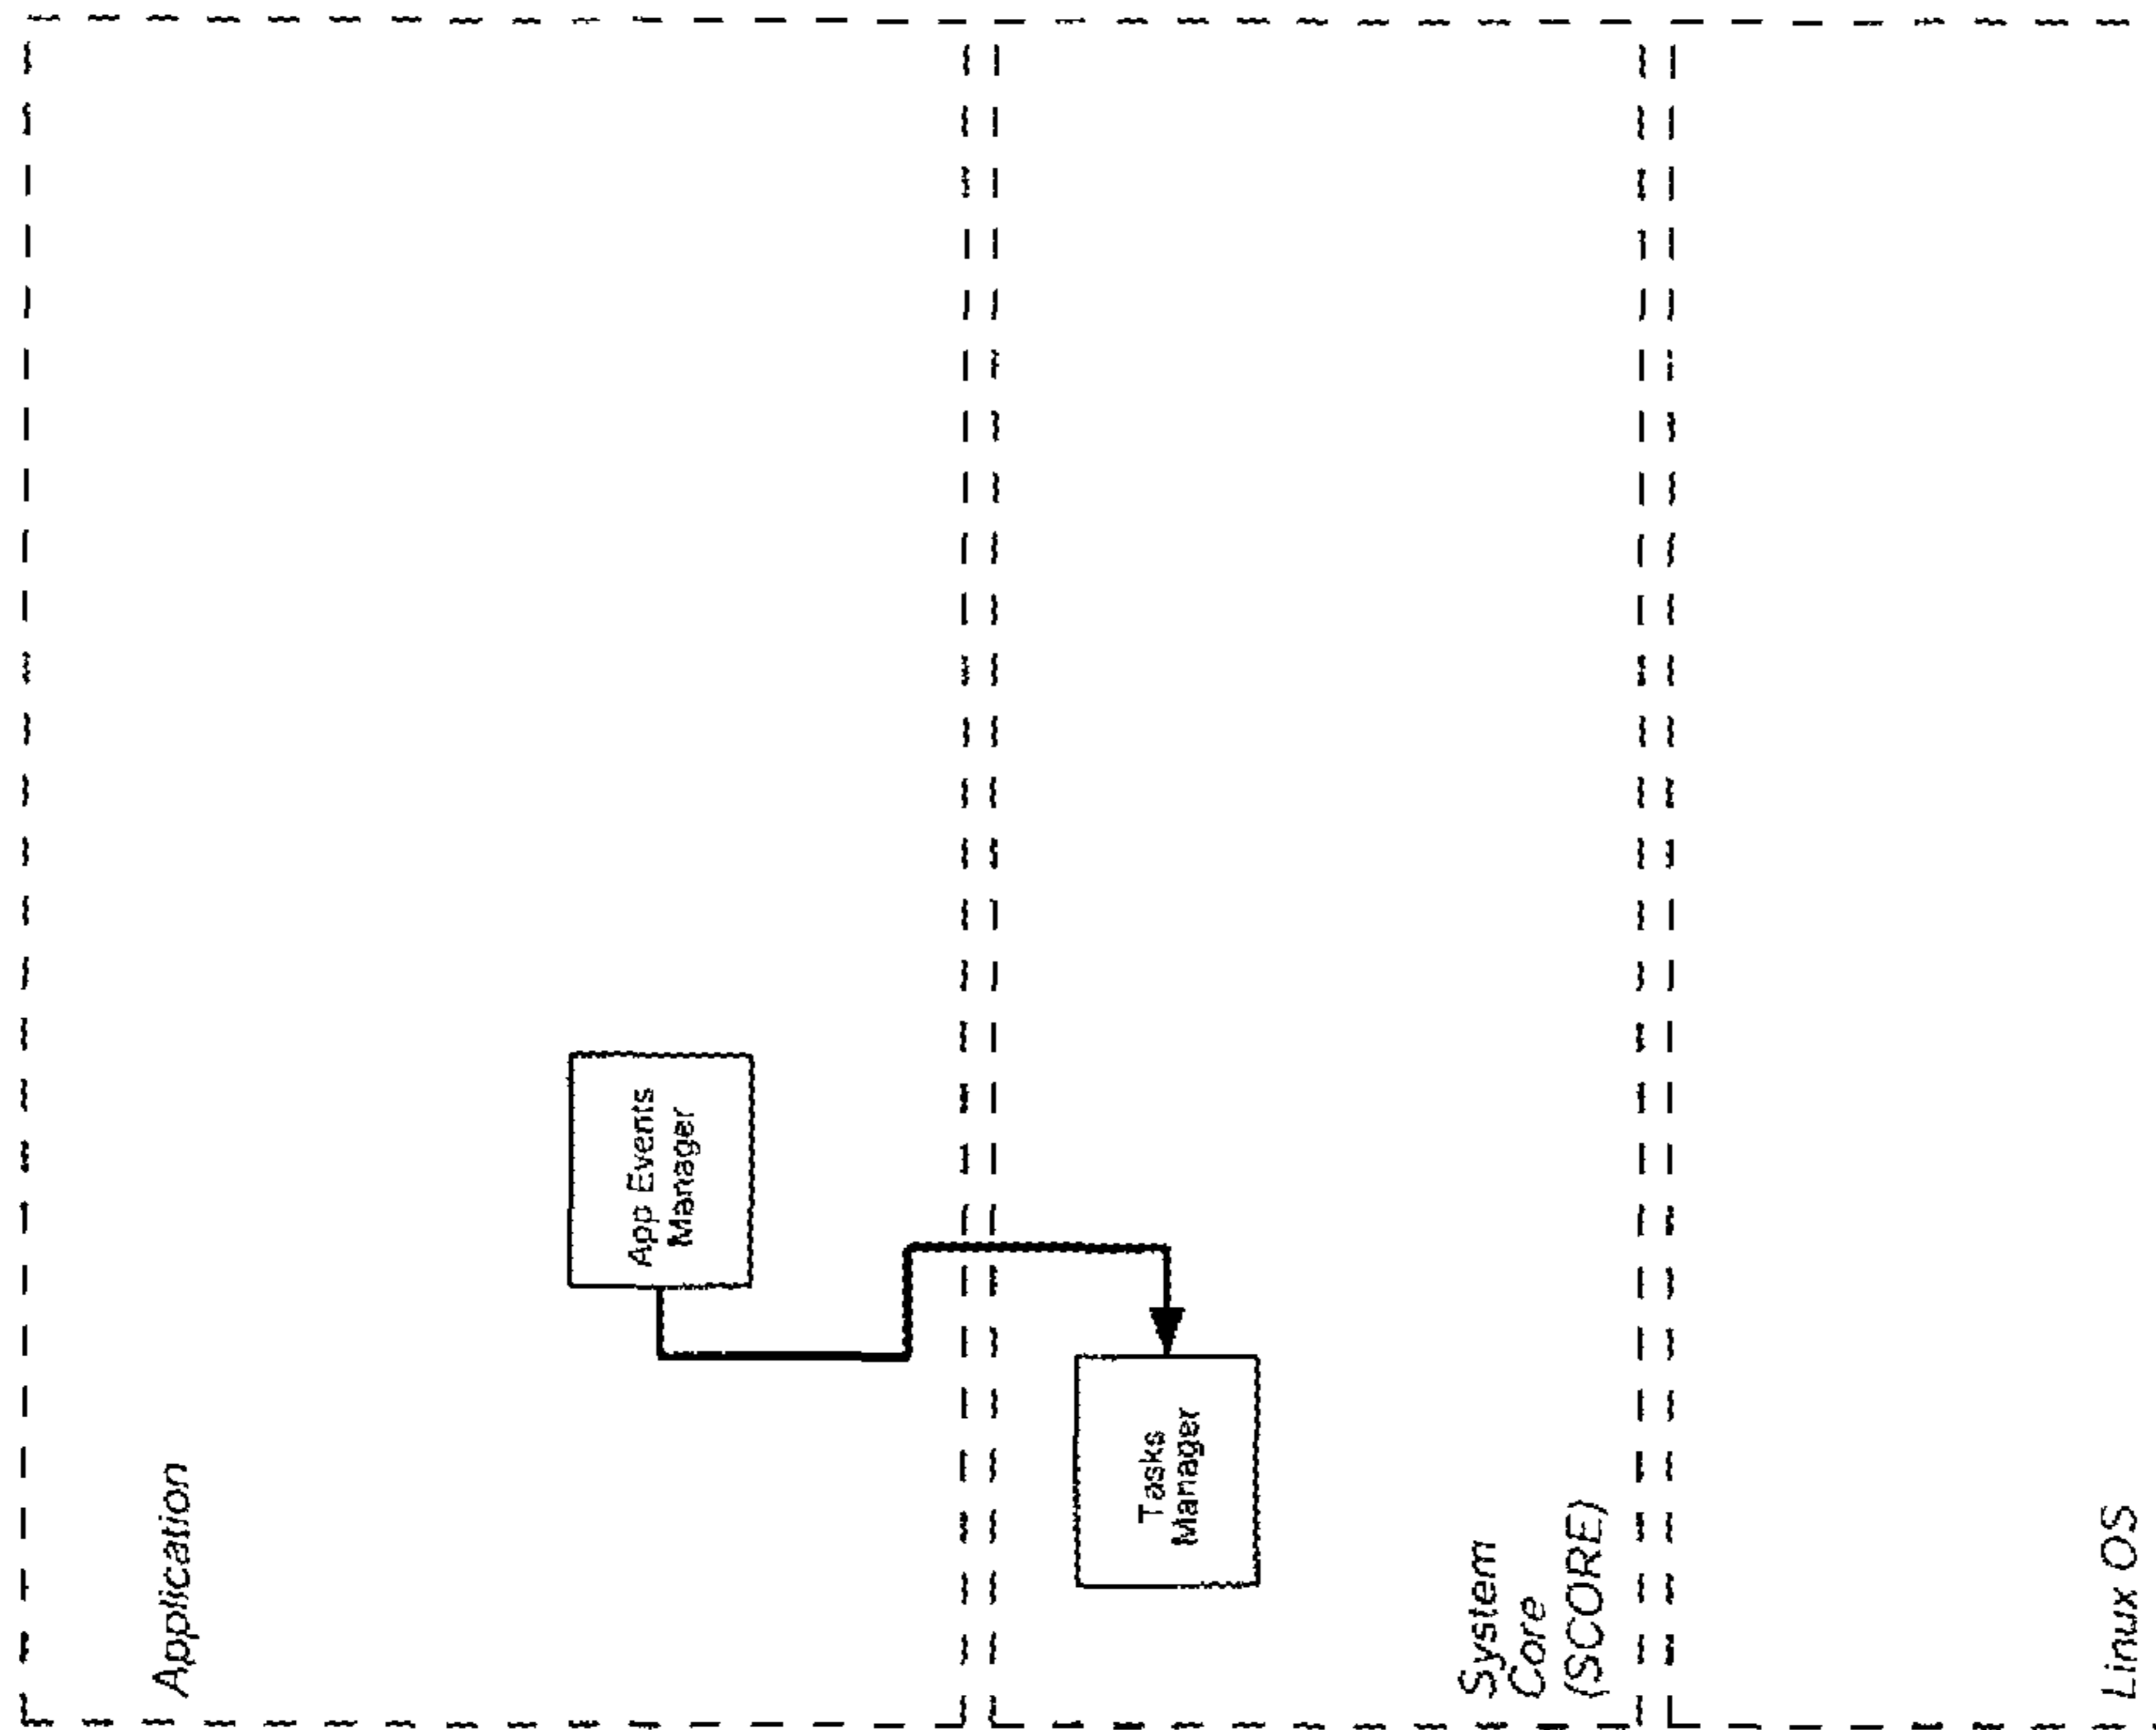 Application
App Events
Manager
Tasks
Manager
System
Core
(SCORE)
Linux OS